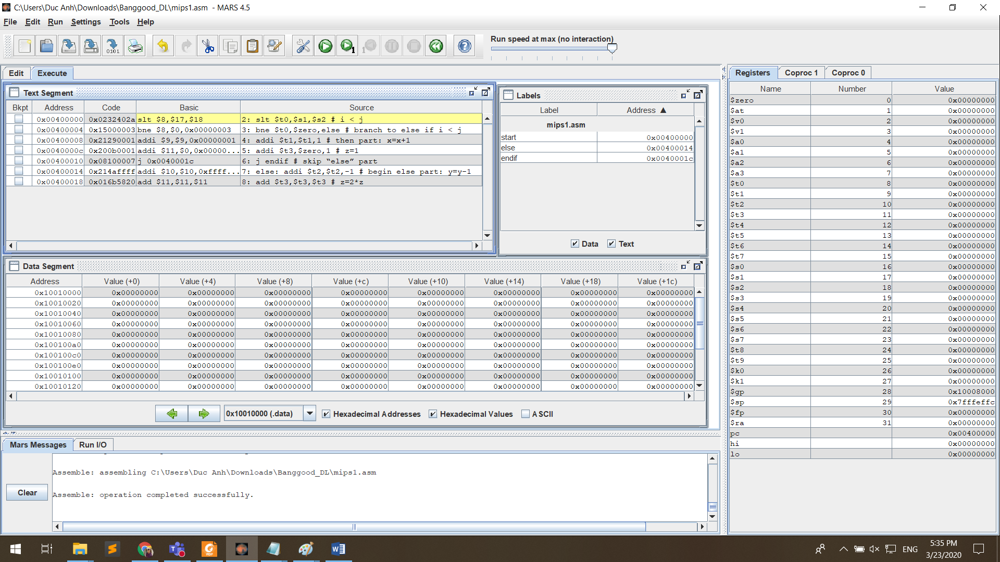 C:\Users\Duc Anh\Downloads\Banggood_DL\mips1.asm - MARS 4.5
File Edit Run Settings Tools Help
Run speed at max (no interaction)
Edit Execute
Text Segment
Bkpt Address Code Basic Source
0x00400000 0x0232402a slt $8,$17,$18 2: slt $t0,$s1,$s2 # i < j
0x00400004 0x15000003 bne $8,$0,0x00000003 3: bne $t0,$zero,else # branch to else if i < j
0x00400008 0x21290001 addi $9,$9,0x00000001 4: addi $t1,$t1,1 # then part: x=x+1
0x0040000c 0x200b0001 addi $11,$0,0x00000... 5: addi $t3,$zero,1 # z=1
0x00400010 0x08100007 j 0x0040001c 6: j endif # skip “else” part
0x00400014 0x214affff addi $10,$10,0xffff... 7: else: addi $t2,$t2,-1 # begin else part: y=y-1
0x00400018 0x016b5820 add $11,$11,$11 8: add $t3,$t3,$t3 # z=2*z
Labels
Label Address ▲
mips1.asm
start 0x00400000
else 0x00400014
endif 0x0040001c
Data Text
Data Segment
Address Value (+0) Value (+4) Value (+8) Value (+c) Value (+10) Value (+14) Value (+18) Value (+1c)
0x10010000 0x00000000 0x00000000 0x00000000 0x00000000 0x00000000 0x00000000 0x00000000 0x00000000
0x10010020 0x00000000 0x00000000 0x00000000 0x00000000 0x00000000 0x00000000 0x00000000 0x00000000
0x10010040 0x00000000 0x00000000 0x00000000 0x00000000 0x00000000 0x00000000 0x00000000 0x00000000
0x10010060 0x00000000 0x00000000 0x00000000 0x00000000 0x00000000 0x00000000 0x00000000 0x00000000
0x10010080 0x00000000 0x00000000 0x00000000 0x00000000 0x00000000 0x00000000 0x00000000 0x00000000
0x100100a0 0x00000000 0x00000000 0x00000000 0x00000000 0x00000000 0x00000000 0x00000000 0x00000000
0x100100c0 0x00000000 0x00000000 0x00000000 0x00000000 0x00000000 0x00000000 0x00000000 0x00000000
0x100100e0 0x00000000 0x00000000 0x00000000 0x00000000 0x00000000 0x00000000 0x00000000 0x00000000
0x10010100 0x00000000 0x00000000 0x00000000 0x00000000 0x00000000 0x00000000 0x00000000 0x00000000
0x10010120 0x00000000 0x00000000 0x00000000 0x00000000 0x00000000 0x00000000 0x00000000 0x00000000
0x10010000 (.data) Hexadecimal Addresses Hexadecimal Values ASCII
Mars Messages Run I/O
Assemble: assembling C:\Users\Duc Anh\Downloads\Banggood_DL\mips1.asm
Assemble: operation completed successfully.
Clear
Registers Coproc 1 Coproc 0
Name Number Value
$zero 0 0x00000000
$at 1 0x00000000
$v0 2 0x00000000
$v1 3 0x00000000
$a0 4 0x00000000
$a1 5 0x00000000
$a2 6 0x00000000
$a3 7 0x00000000
$t0 8 0x00000000
$t1 9 0x00000000
$t2 10 0x00000000
$t3 11 0x00000000
$t4 12 0x00000000
$t5 13 0x00000000
$t6 14 0x00000000
$t7 15 0x00000000
$s0 16 0x00000000
$s1 17 0x00000000
$s2 18 0x00000000
$s3 19 0x00000000
$s4 20 0x00000000
$s5 21 0x00000000
$s6 22 0x00000000
$s7 23 0x00000000
$t8 24 0x00000000
$t9 25 0x00000000
$k0 26 0x00000000
$k1 27 0x00000000
$gp 28 0x10008000
$sp 29 0x7fffeffc
$fp 30 0x00000000
$ra 31 0x00000000
pc 0x00400000
hi 0x00000000
lo 0x00000000
ENG
5:35 PM
3/23/2020